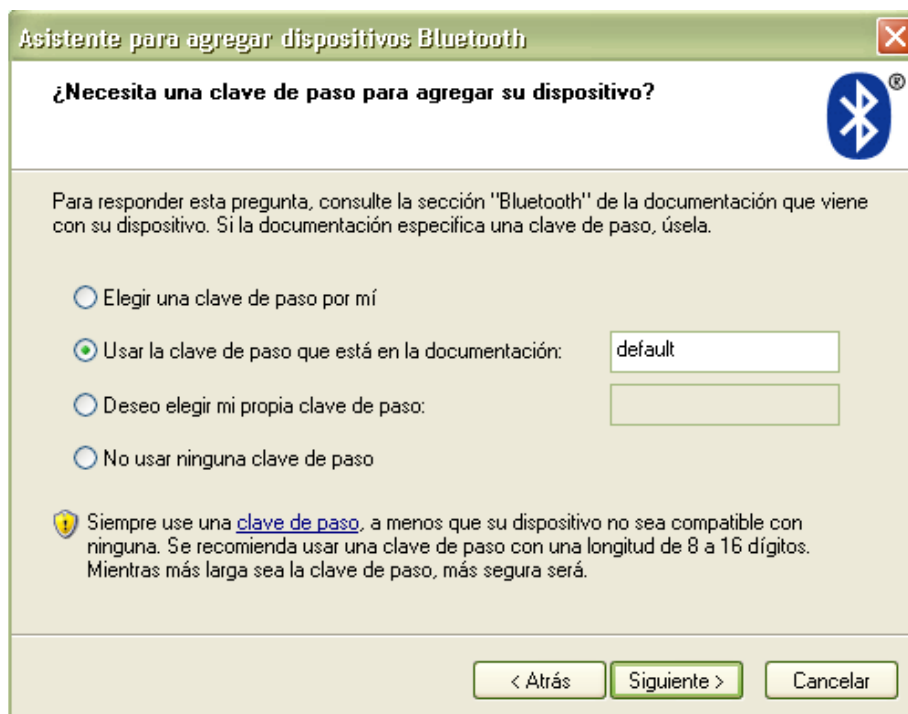 Asistente para agregar dispositivos Bluetooth
¿Necesita una clave de paso para agregar su dispositivo?
®
Para responder esta pregunta, consulte la sección "Bluetooth" de la documentación que viene
con su dispositivo. Si la documentación especifica una clave de paso, úsela.
Elegir una clave de paso por mí
Usar la clave de paso que está en la documentación: default
Deseo elegir mi propia clave de paso:
No usar ninguna clave de paso
Siempre use una clave de paso, a menos que su dispositivo no sea compatible con
ninguna. Se recomienda usar una clave de paso con una longitud de 8 a 16 dígitos.
Mientras más larga sea la clave de paso, más segura será.
< Atrás Siguiente > Cancelar